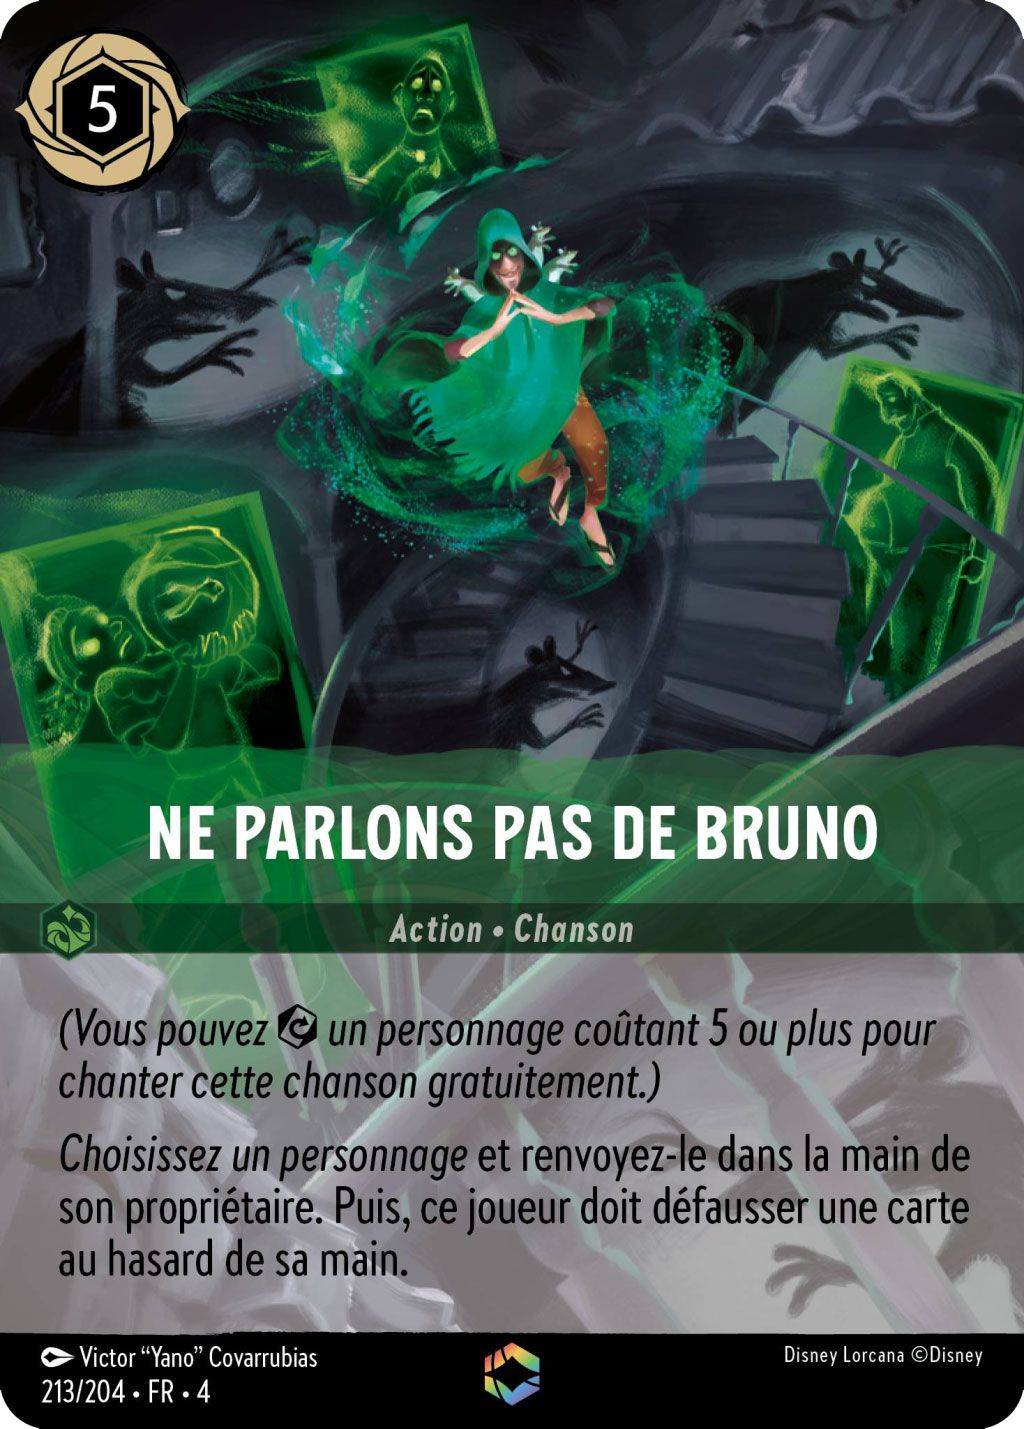 5
NE PARLONS PAS DE BRUNO
Action • Chanson
(Vous pouvez un personnage coûtant 5 ou plus pour
chanter cette chanson gratuitement.)
Choisissez un personnage et renvoyez-le dans la main de
son propriétaire. Puis, ce joueur doit défausser une carte
au hasard de sa main.
Victor “Yano” Covarrubias
Disney Lorcana ©Disney
213/204 • FR • 4